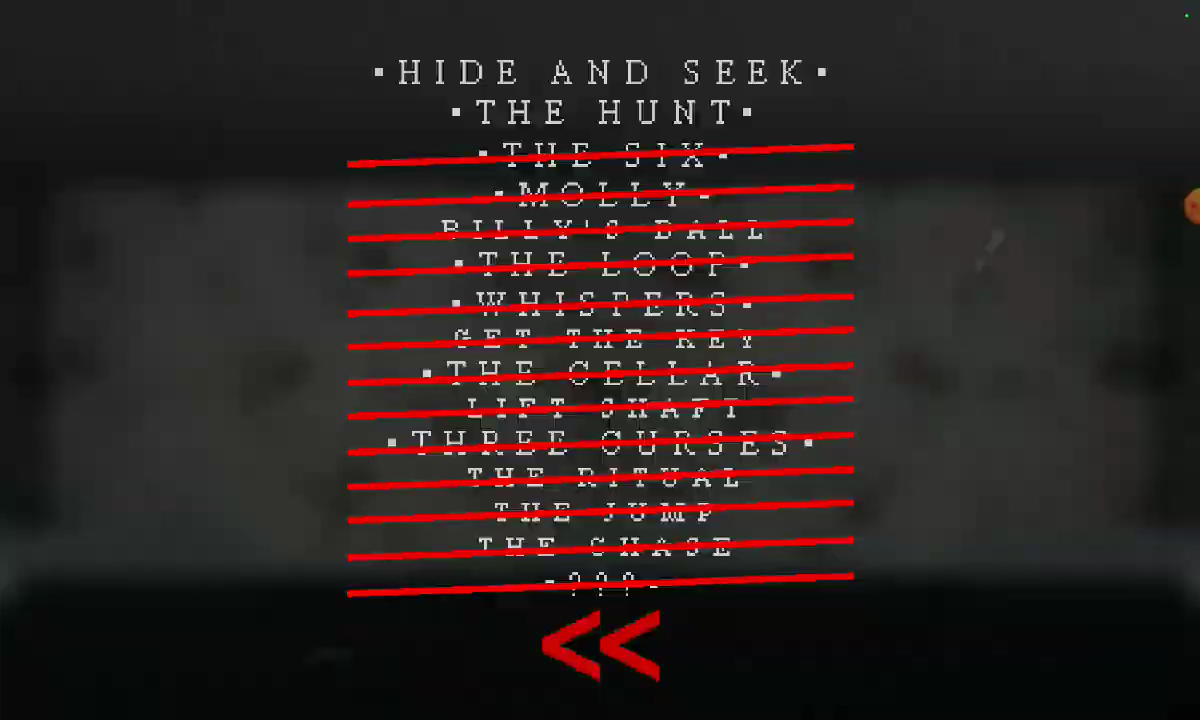 ▪HIDE AND SEEK▪
▪THE HUNT▪
▪THE SIX▪
▪MOLLY▪
BILLY'S BALL
▪THE LOOP▪
▪WHISPERS▪
GET THE KEY
▪THE CELLAR▪
LIFT SHAFT
▪THREE CURSES▪
THE RITUAL
THE JUMP
THE CHASE
▪???▪
<<